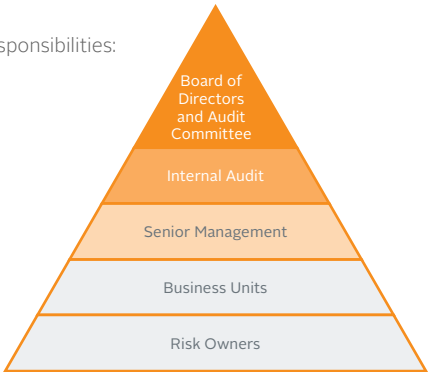 sponsibilities:
Board of
Directors
and Audit
Committee
Internal Audit
Senior Management
Business Units
Risk Owners